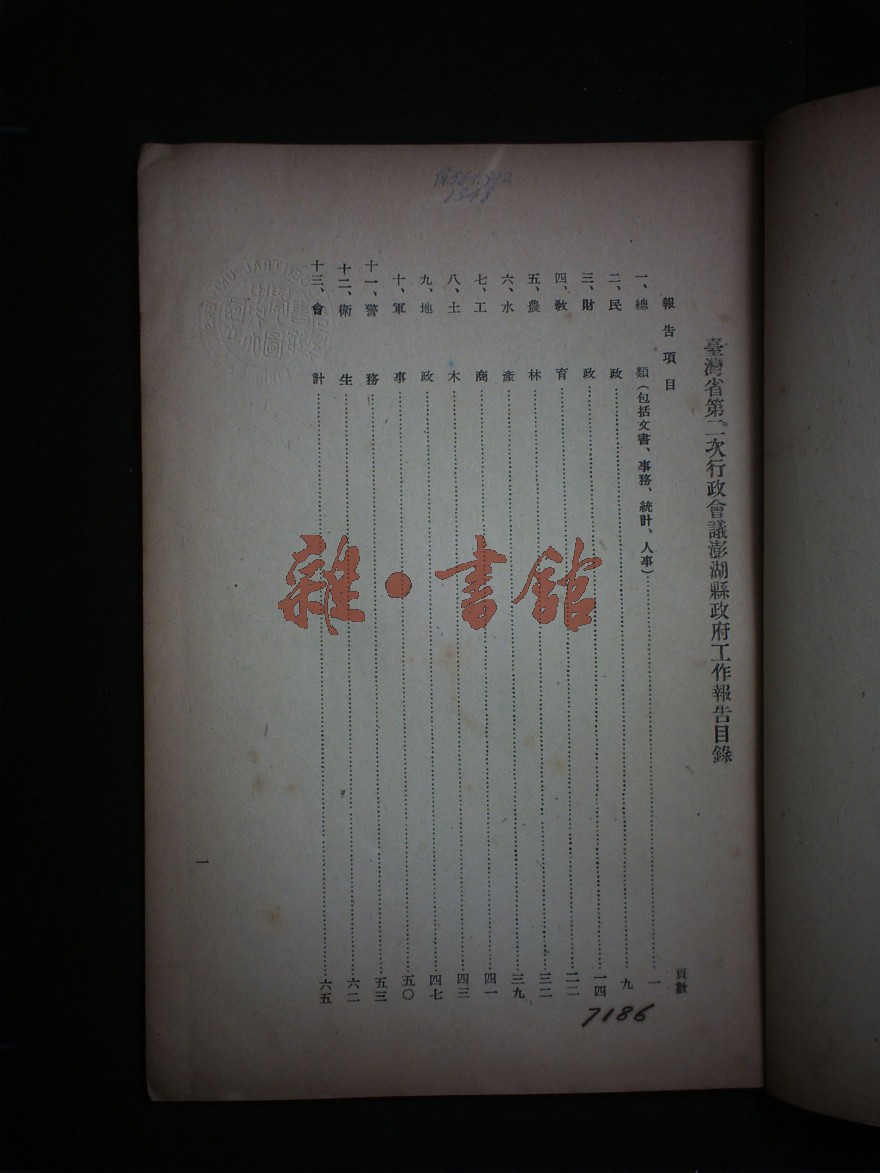 臺灣省第二次行政會議澎湖縣政府工作報告目錄
報告項目 頁數
一、總類（包括文書、事務、統計、人事）一
二、民政 九
三、財政 一四
四、敎育 二二
五、農林 三二
六、水產 三九
七、工商 四一
八、土木 四三
九、地政 四七
十、軍事 五〇
十一、警務 五三
十二、衛生 六二
十三、會計 六五
一
7186
雜·書館